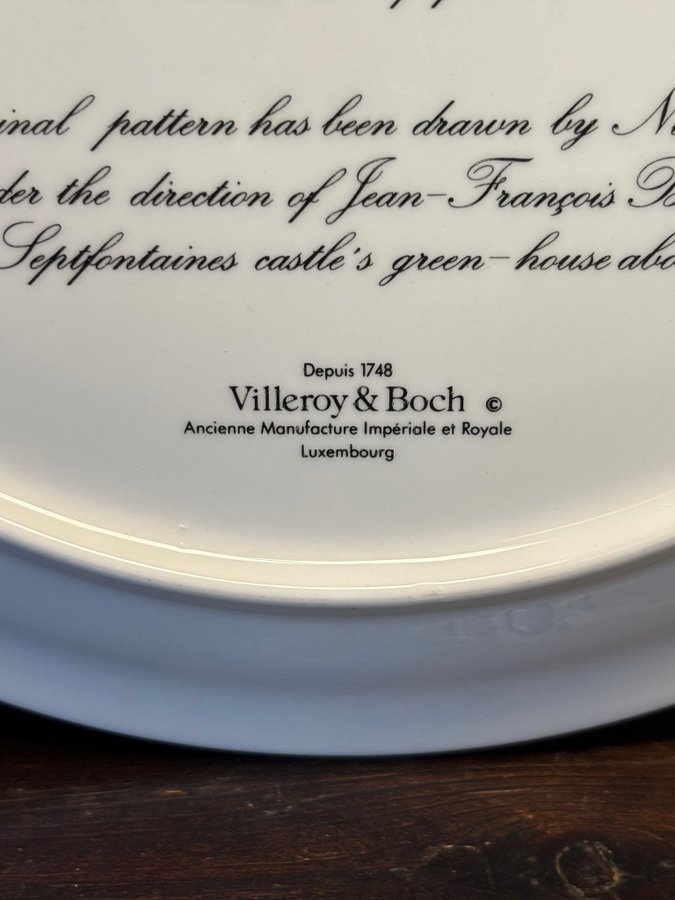 pattern has been drawn by
the direction of Jean-François
Septfontaines castle's green-house
Depuis 1748
Villeroy & Boch ©
Ancienne Manufacture Impériale et Royale
Luxembourg